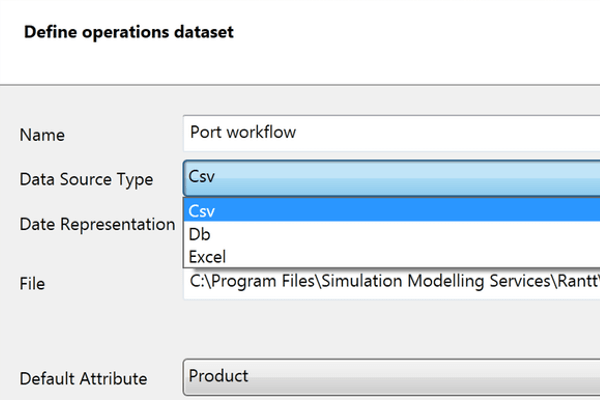 Define operations dataset
Name
Port workflow
Data Source Type
Csv
Csv
Date Representation
Db
Excel
File
C:\Program Files\Simulation Modelling Services\Rantt\
Default Attribute
Product